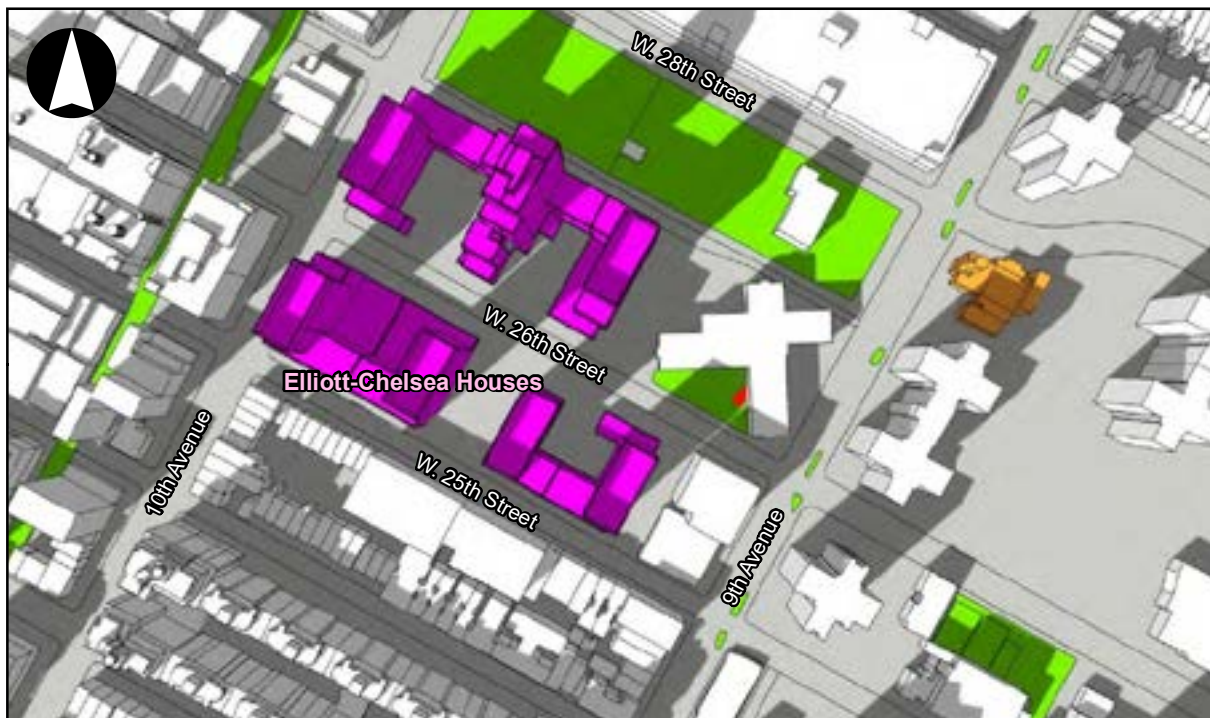 W. 28th Street
W. 26th Street
Elliott-Chelsea Houses
10th Avenue
W. 25th Street
9th Avenue